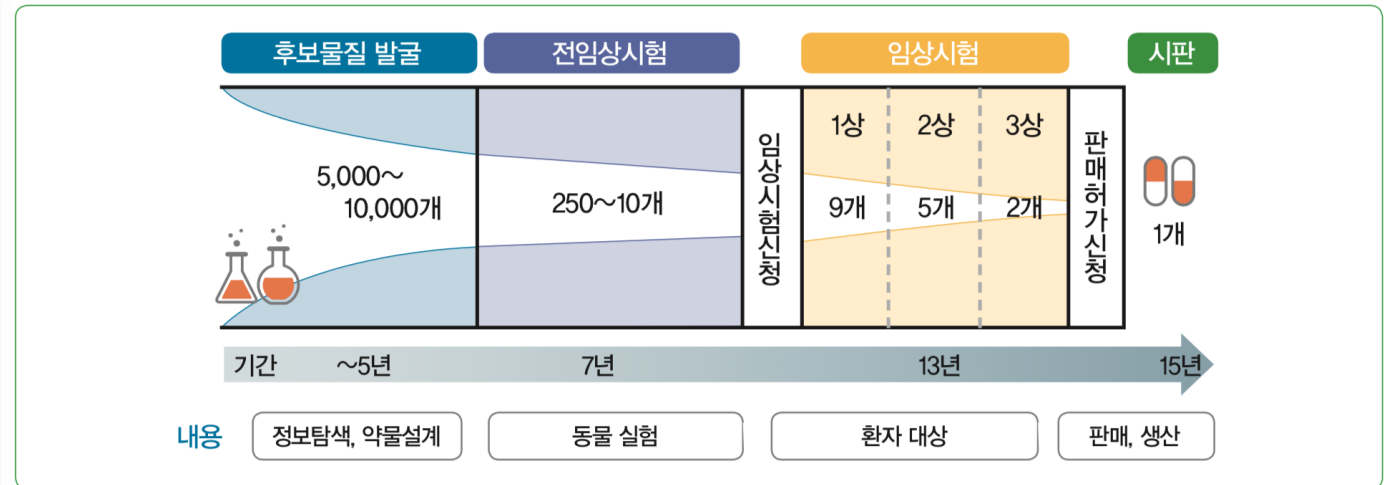 후보물질 발굴
전임상시험
임상시험
시판
5,000~
10,000개
250~10개
임상시험신청
1상
2상
3상
9개
5개
2개
판매허가신청
1개
기간
~5년
7년
13년
15년
내용
정보탐색, 약물설계
동물 실험
환자 대상
판매, 생산